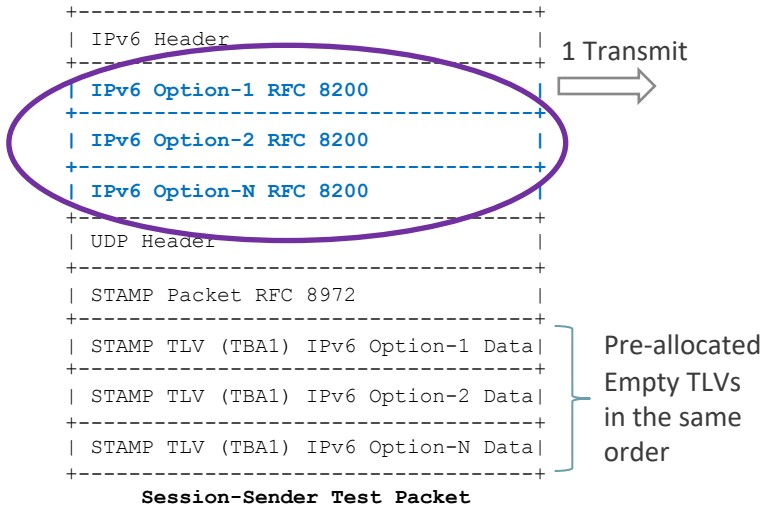 +-----------------------------------+
| IPv6 Header |
+-----------------------------------+
| IPv6 Option-1 RFC 8200 |
+-----------------------------------+
| IPv6 Option-2 RFC 8200 |
+-----------------------------------+
| IPv6 Option-N RFC 8200 |
+-----------------------------------+
| UDP Header |
+-----------------------------------+
| STAMP Packet RFC 8972 |
+-----------------------------------+
| STAMP TLV (TBA1) IPv6 Option-1 Data|
+-----------------------------------+
| STAMP TLV (TBA1) IPv6 Option-2 Data|
+-----------------------------------+
| STAMP TLV (TBA1) IPv6 Option-N Data|
+-----------------------------------+
Session-Sender Test Packet
1 Transmit
Pre-allocated
Empty TLVs
in the same
order